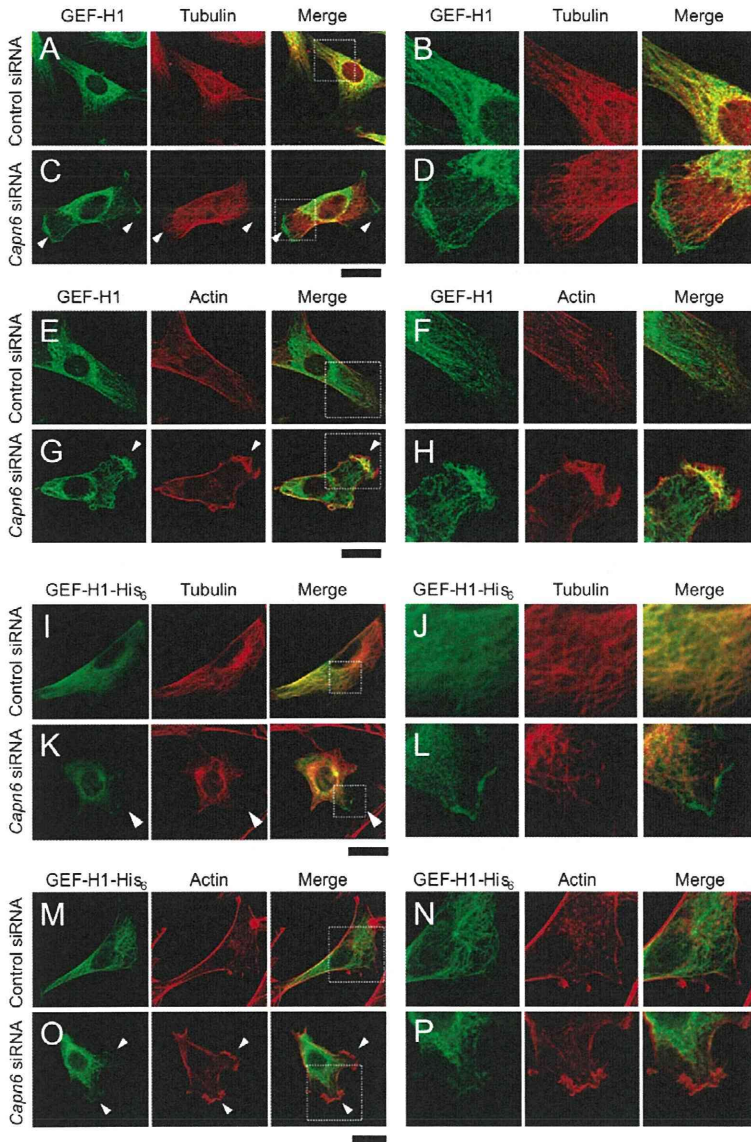 GEF-H1 Tubulin Merge GEF-H1 Tubulin Merge
Control siRNA A B
Capn6 siRNA C D
GEF-H1 Actin Merge GEF-H1 Actin Merge
Control siRNA E F
Capn6 siRNA G H
GEF-H1-His6 Tubulin Merge GEF-H1-His6 Tubulin Merge
Control siRNA I J
Capn6 siRNA K L
GEF-H1-His6 Actin Merge GEF-H1-His6 Actin Merge
Control siRNA M N
Capn6 siRNA O P